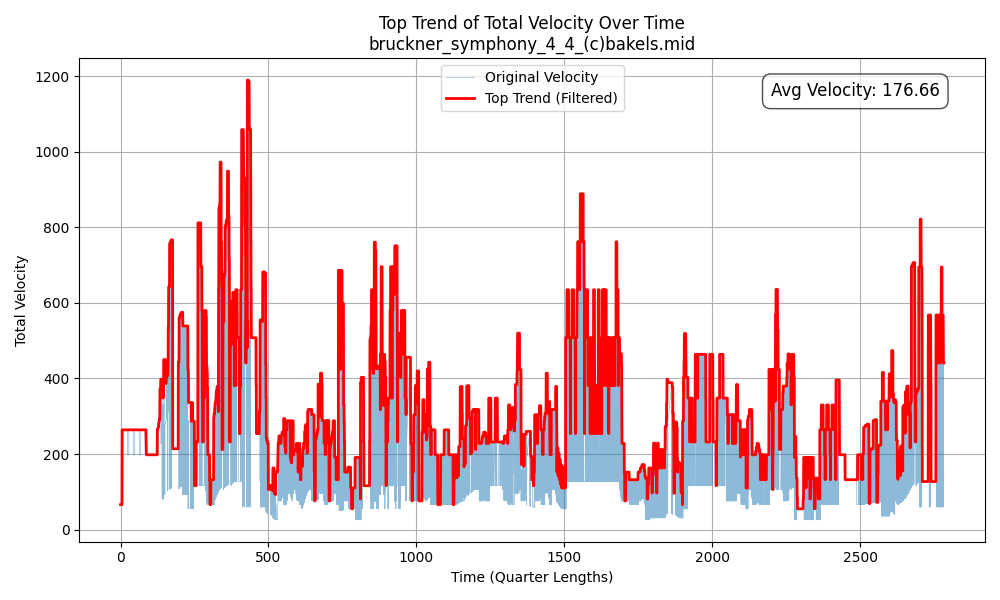 Top Trend of Total Velocity Over Time
bruckner_symphony_4_4_(c)bakels.mid
Original Velocity
Top Trend (Filtered)
Avg Velocity: 176.66
Total Velocity
1200
1000
800
600
400
200
0
0 500 1000 1500 2000 2500
Time (Quarter Lengths)